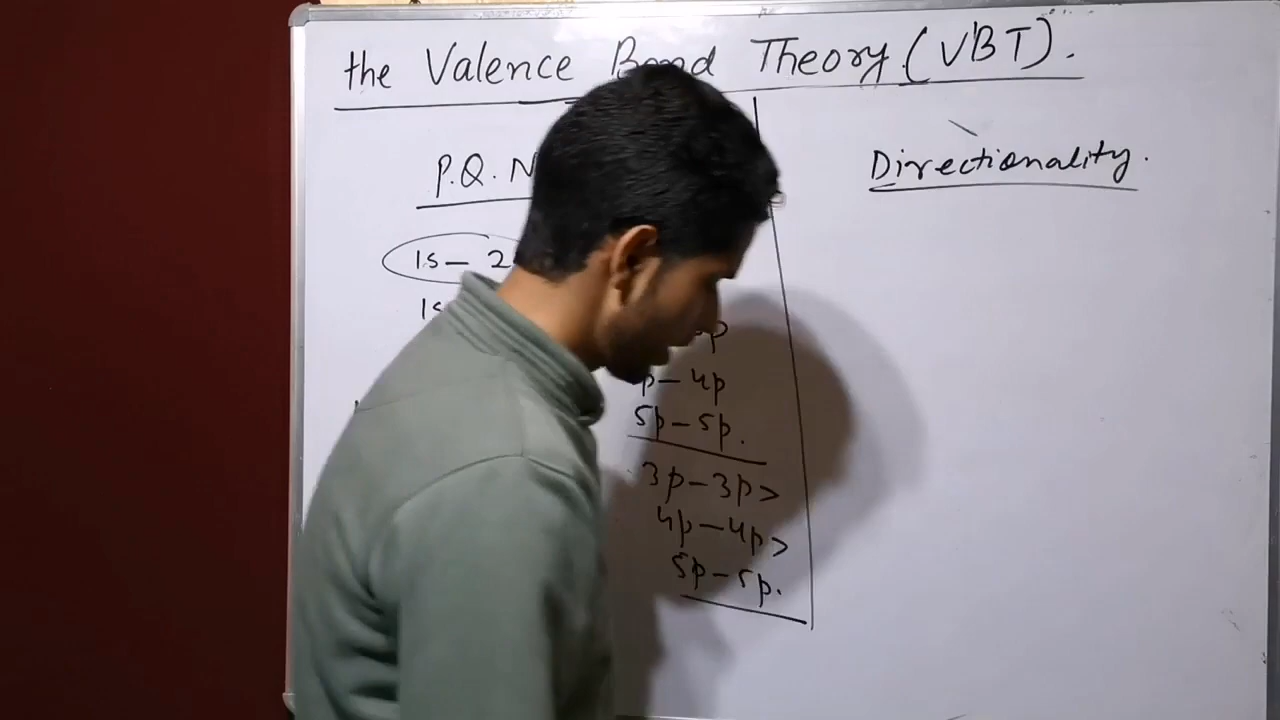 the Valence Bond Theory (VBT).
P.Q. N
Directionality.
1s – 2
1s
p – 4p
5p – 5p.
3p – 3p >
4p – 4p >
5p – 5p.